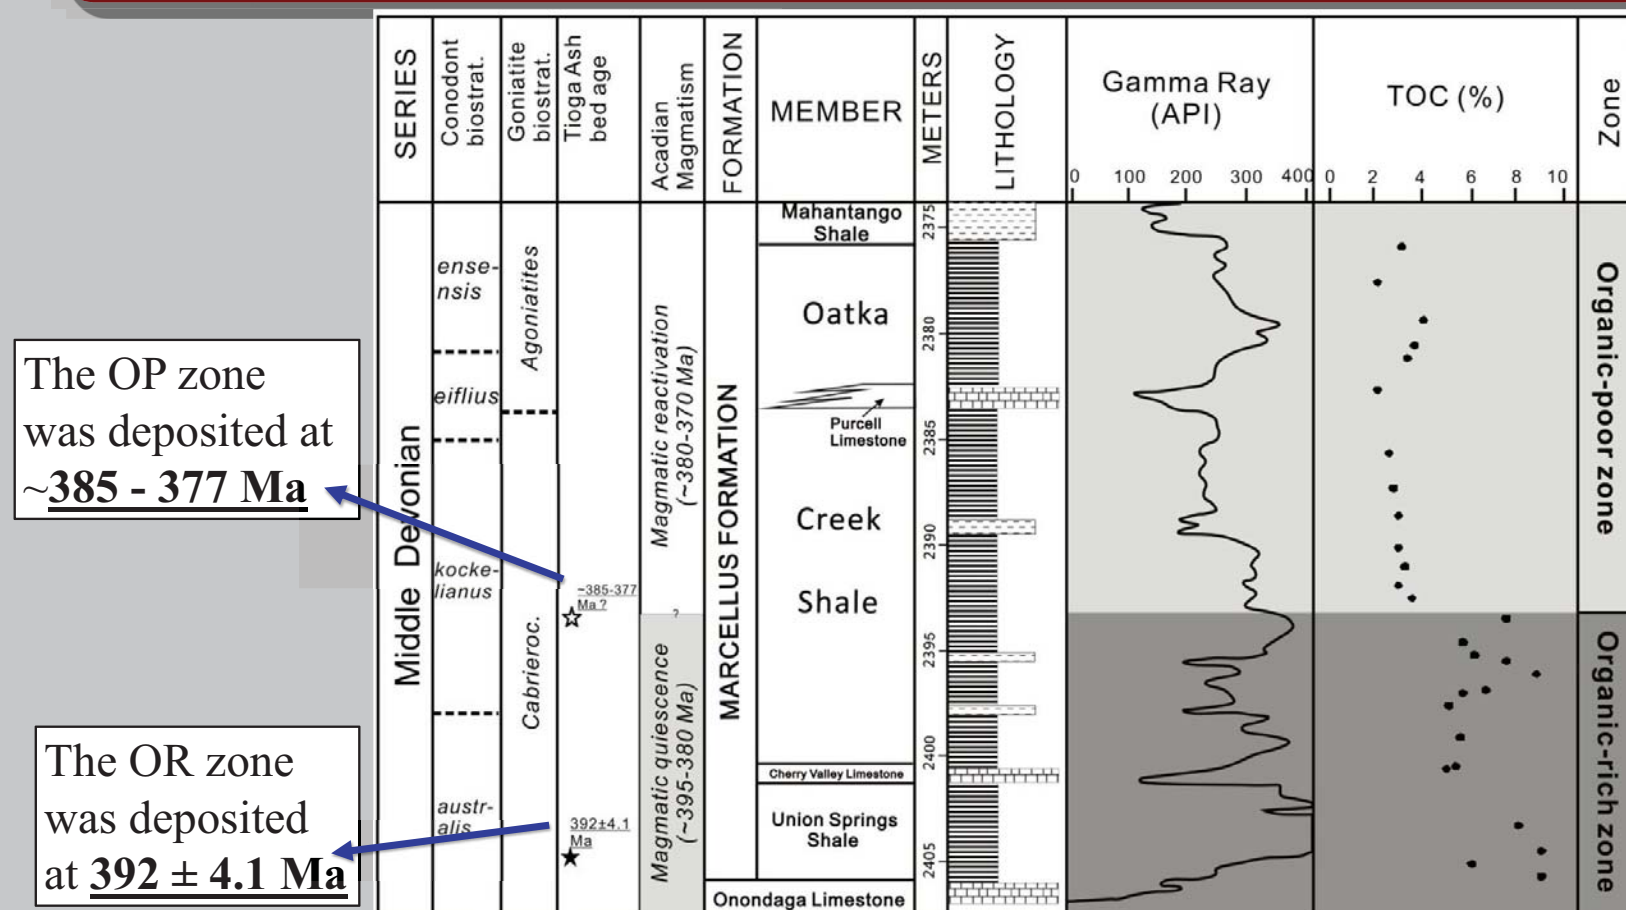 SERIES
Conodont
biostrat.
Goniatite
biostrat.
Tioga Ash
bed age
Acadian
Magmatism
FORMATION
MEMBER
METERS
LITHOLOGY
Gamma Ray
(API)
0 100 200 300 400
TOC (%)
0 2 4 6 8 10
Zone
The OP zone
was deposited at
~385 - 377 Ma
The OR zone
was deposited
at 392 ± 4.1 Ma
Middle Devonian
ense-
nsis
eiflius
kocke-
lianus
austr-
alis
Agoniatites
Cabrieroc.
~385-377
Ma ?
392±4.1
Ma
Magmatic reactivation
(~380-370 Ma)
?
Magmatic quiescence
(~395-380 Ma)
MARCELLUS FORMATION
Mahantango
Shale
Oatka
Purcell
Limestone
Creek
Shale
Cherry Valley Limestone
Union Springs
Shale
Onondaga Limestone
2375
2380
2385
2390
2395
2400
2405
Organic-poor zone
Organic-rich zone